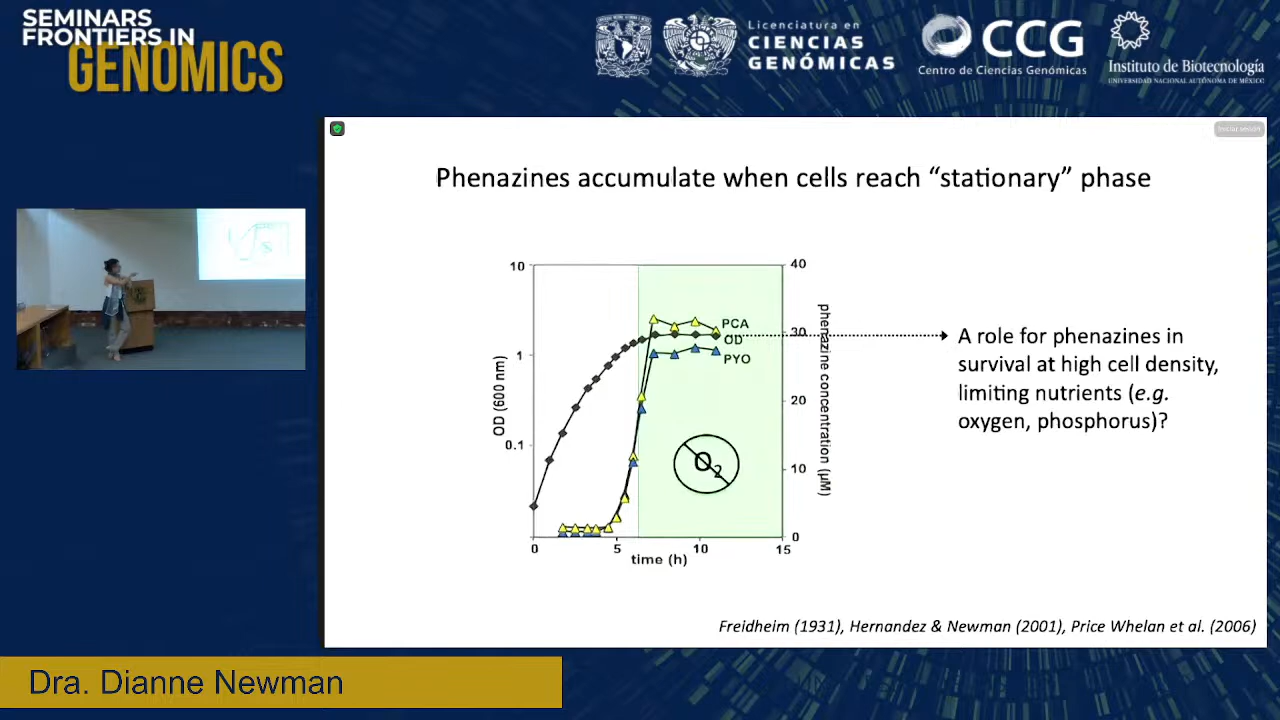 SEMINARS
FRONTIERS IN
GENOMICS
Licenciatura en
CIENCIAS
GENÓMICAS
CCG
Centro de Ciencias Genómicas
Instituto de Biotecnología
UNIVERSIDAD NACIONAL AUTÓNOMA DE MÉXICO
Iniciar sesión
Phenazines accumulate when cells reach “stationary” phase
10
1
0.1
OD (600 nm)
40
30
20
10
0
phenazine concentration (µM)
PCA
OD
PYO
O2
0
5
10
15
time (h)
A role for phenazines in
survival at high cell density,
limiting nutrients (e.g.
oxygen, phosphorus)?
Freidheim (1931), Hernandez & Newman (2001), Price Whelan et al. (2006)
Dra. Dianne Newman